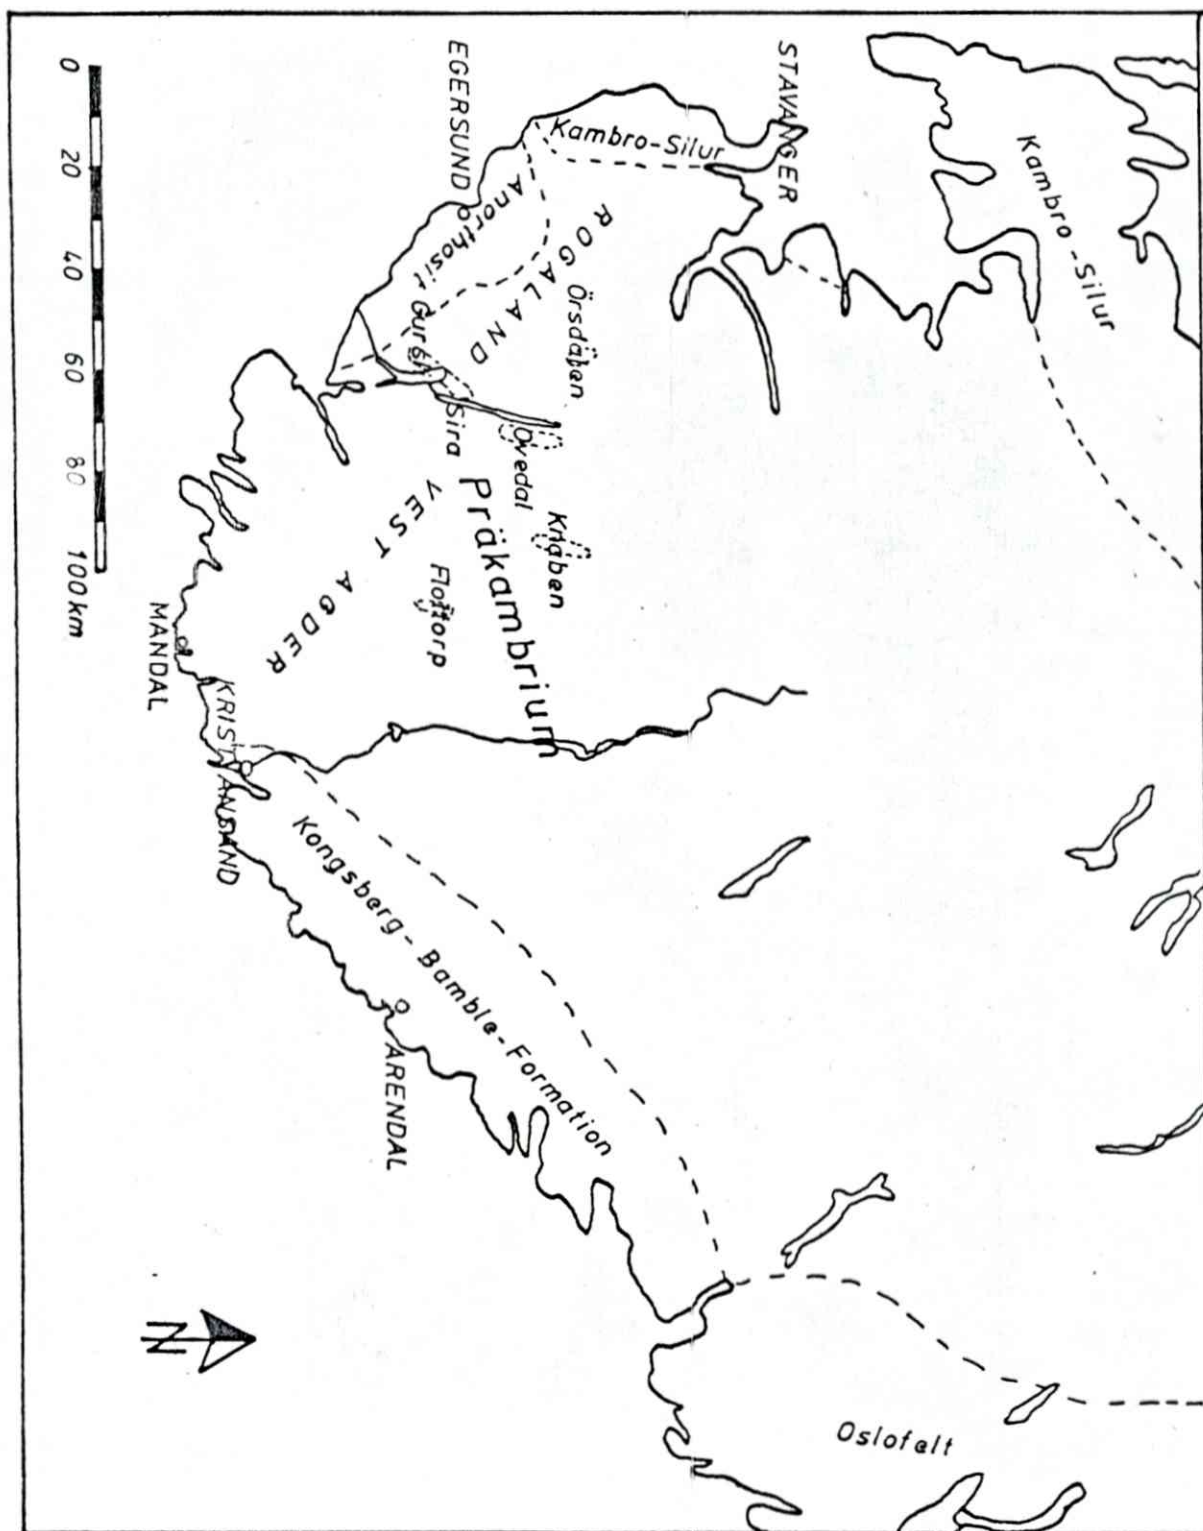 Kambro-Silur
STAVANGER
Kambro-Silur
EGERSUND
Anorthosit
ROGALAND
Örsdalen
Gursli
Sira
Ovedal
Knaben
VEST AGDER
Präkambrium
Flottorp
MANDAL
KRISTIANSAND
Kongsberg-Bamble-Formation
ARENDAL
Oslofelt
N
0 20 40 60 80 100 km